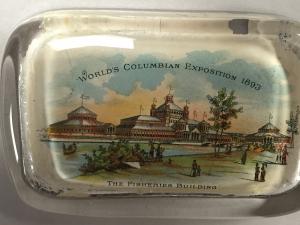 WORLD'S COLUMBIAN EXPOSITION 1893
THE FISHERIES BUILDING